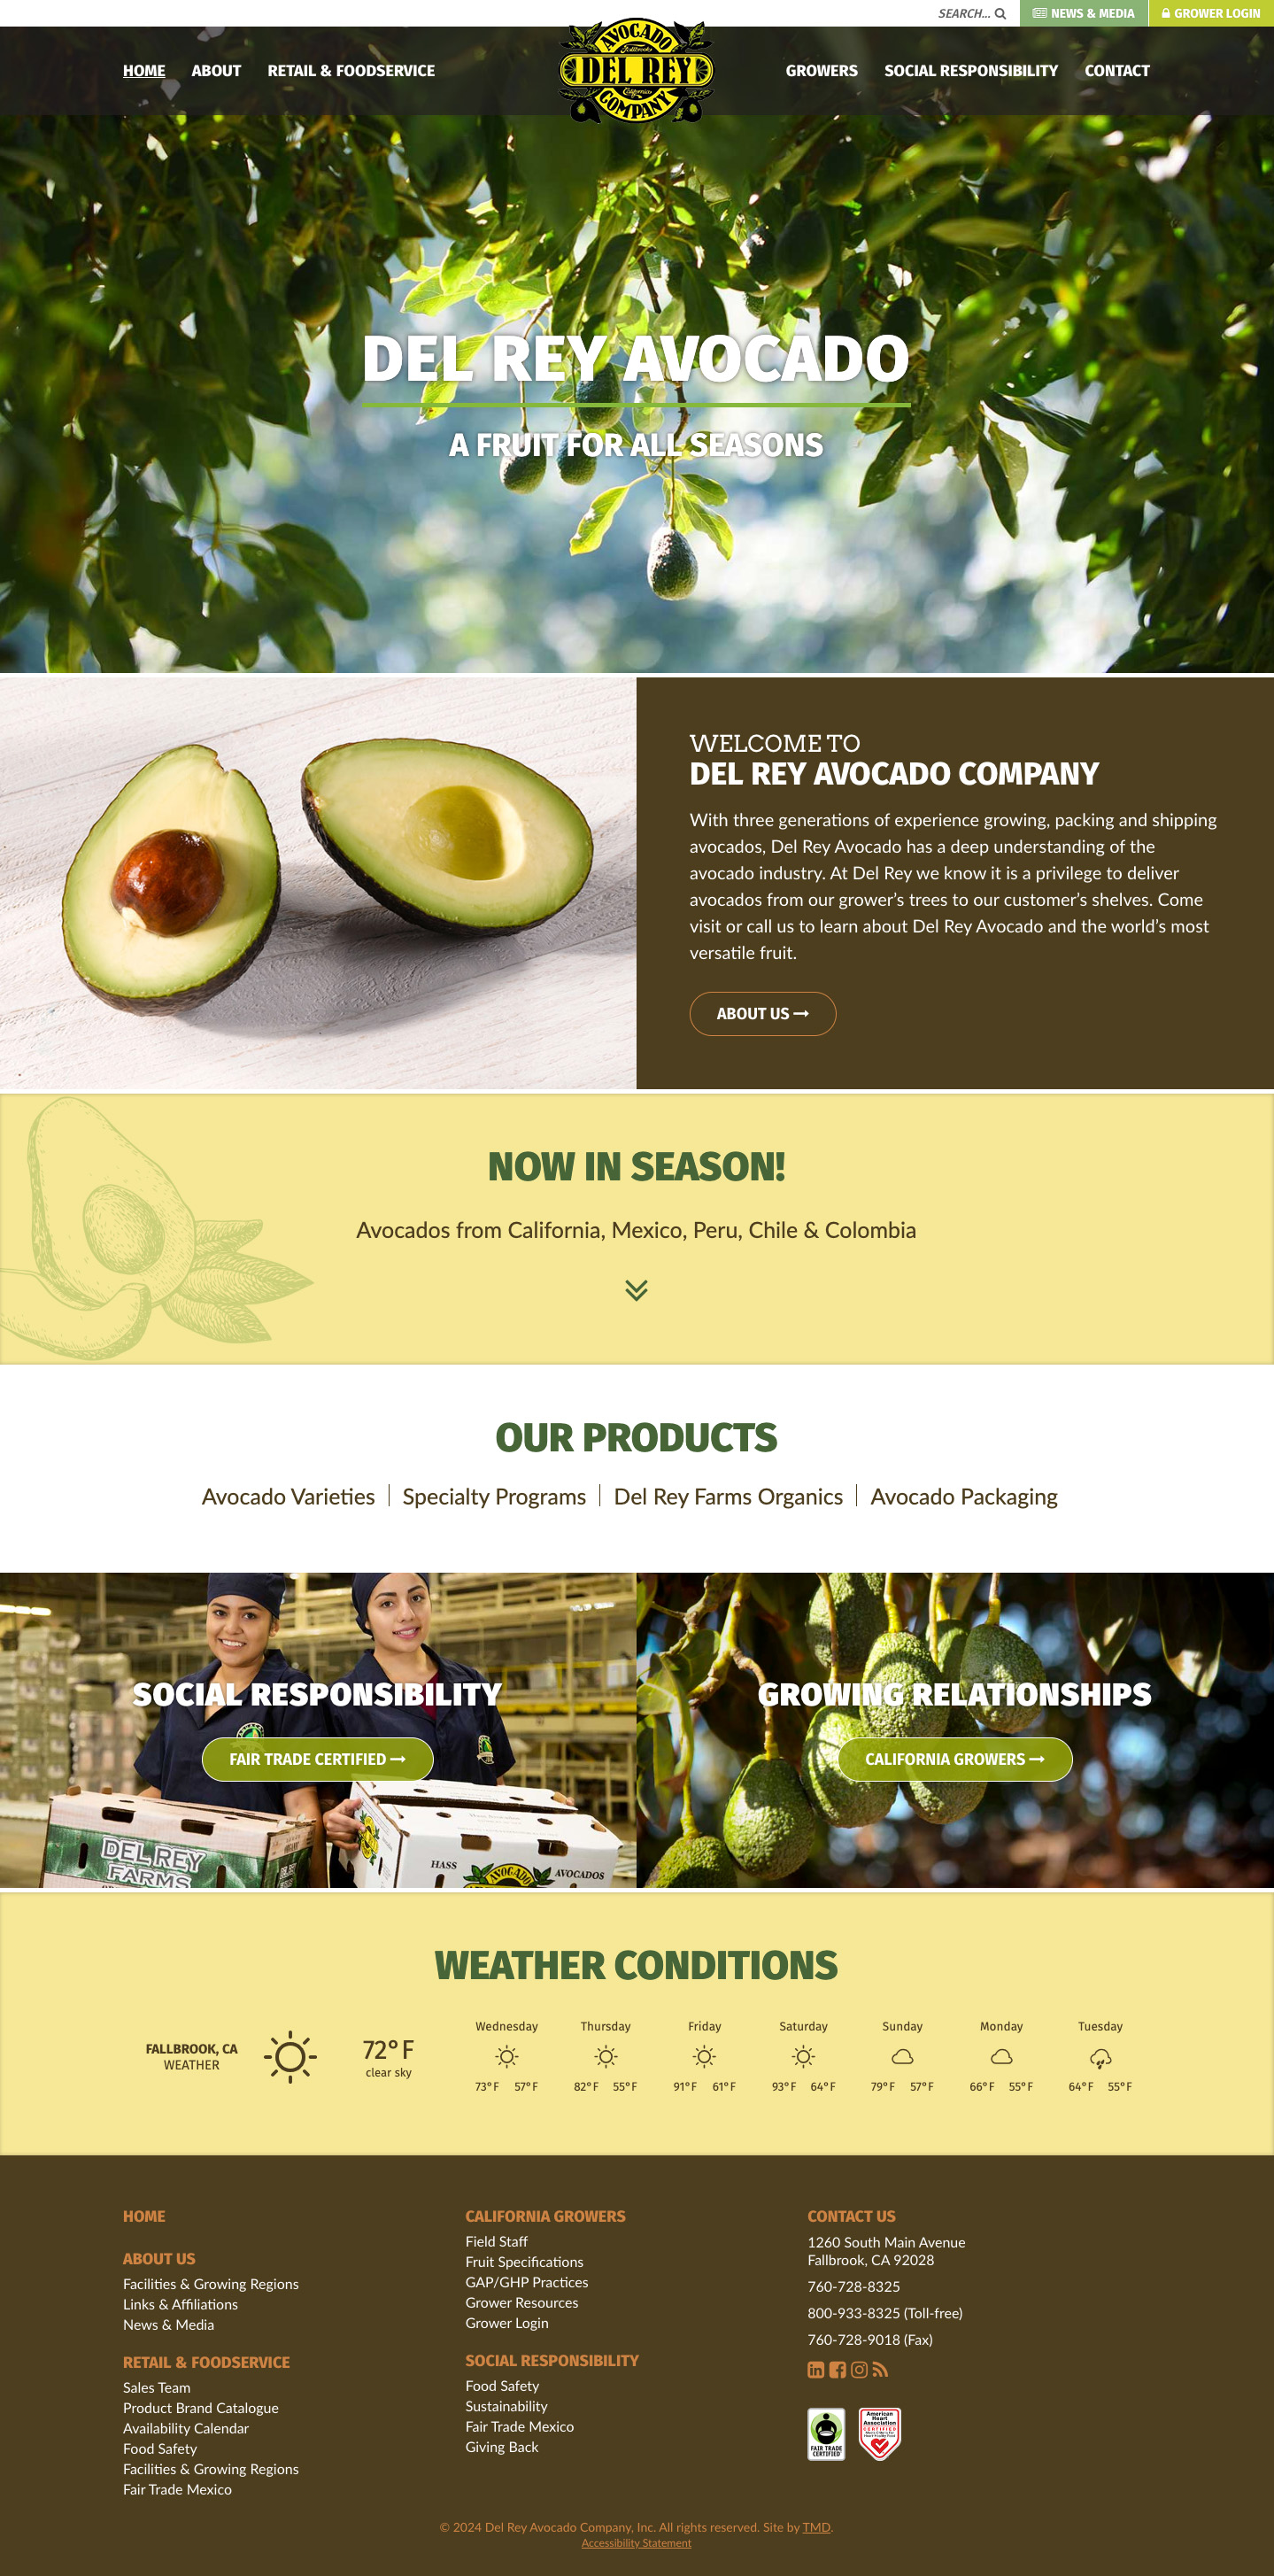 SEARCH...
NEWS & MEDIA
GROWER LOGIN
HOME
ABOUT
RETAIL & FOODSERVICE
AVOCADO
DEL REY
California
COMPANY
GROWERS
SOCIAL RESPONSIBILITY
CONTACT
DEL REY AVOCADO
A FRUIT FOR ALL SEASONS
WELCOME TO
DEL REY AVOCADO COMPANY
With three generations of experience growing, packing and shipping
avocados, Del Rey Avocado has a deep understanding of the
avocado industry. At Del Rey we know it is a privilege to deliver
avocados from our grower’s trees to our customer’s shelves. Come
visit or call us to learn about Del Rey Avocado and the world’s most
versatile fruit.
ABOUT US
NOW IN SEASON!
Avocados from California, Mexico, Peru, Chile & Colombia
OUR PRODUCTS
Avocado Varieties
Specialty Programs
Del Rey Farms Organics
Avocado Packaging
SOCIAL RESPONSIBILITY
FAIR TRADE CERTIFIED
DEL REY
FARMS
HASS
AVOCADO
AVOCADOS
GROWING RELATIONSHIPS
CALIFORNIA GROWERS
WEATHER CONDITIONS
FALLBROOK, CA
WEATHER
72°F
clear sky
Wednesday
73°F 57°F
Thursday
82°F 55°F
Friday
91°F 61°F
Saturday
93°F 64°F
Sunday
79°F 57°F
Monday
66°F 55°F
Tuesday
64°F 55°F
HOME
ABOUT US
Facilities & Growing Regions
Links & Affiliations
News & Media
RETAIL & FOODSERVICE
Sales Team
Product Brand Catalogue
Availability Calendar
Food Safety
Facilities & Growing Regions
Fair Trade Mexico
CALIFORNIA GROWERS
Field Staff
Fruit Specifications
GAP/GHP Practices
Grower Resources
Grower Login
SOCIAL RESPONSIBILITY
Food Safety
Sustainability
Fair Trade Mexico
Giving Back
CONTACT US
1260 South Main Avenue
Fallbrook, CA 92028
760-728-8325
800-933-8325 (Toll-free)
760-728-9018 (Fax)
FAIR TRADE
CERTIFIED
American
Heart
Association
CERTIFIED
© 2024 Del Rey Avocado Company, Inc. All rights reserved. Site by TMD.
Accessibility Statement